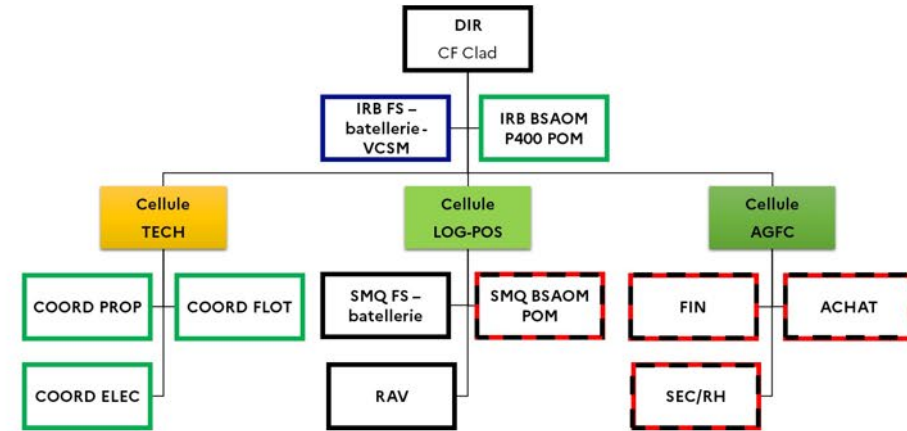 DIR
CF Clad
IRB FS –
batellerie-
VCSM
IRB BSAOM
P400 POM
Cellule
TECH
Cellule
LOG-POS
Cellule
AGFC
COORD PROP
COORD FLOT
SMQ FS –
batellerie
SMQ BSAOM
POM
FIN
ACHAT
COORD ELEC
RAV
SEC/RH